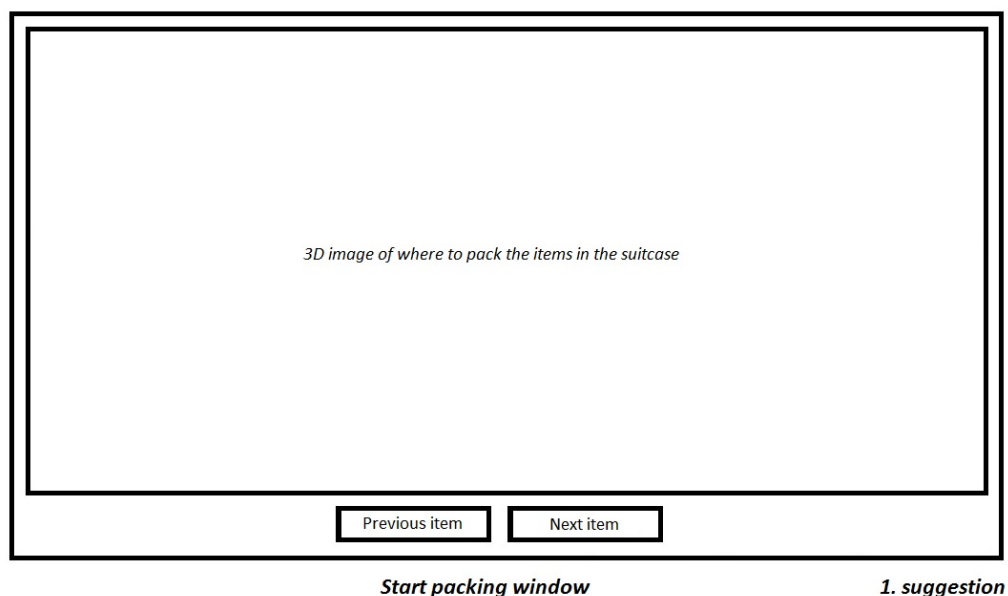 3D image of where to pack the items in the suitcase
Previous item
Next item
Start packing window
1. suggestion